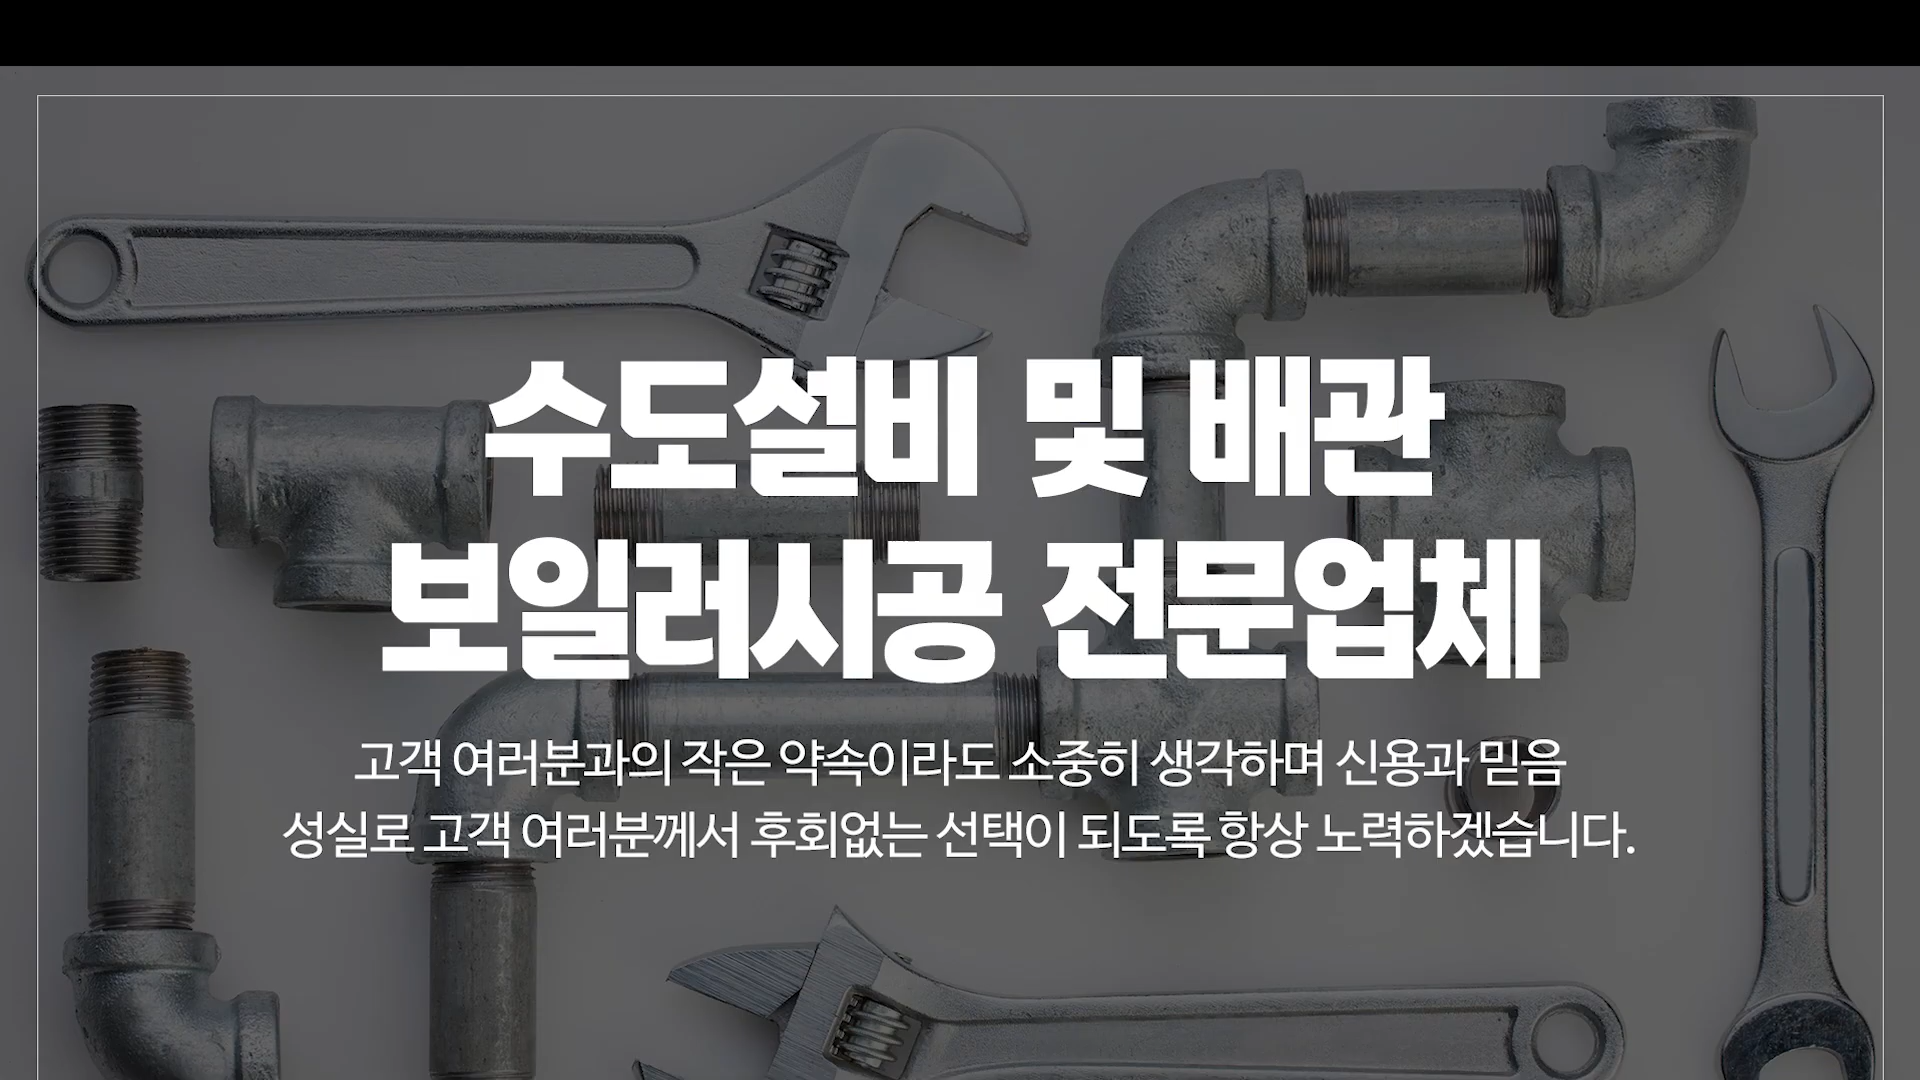 수도설비 및 배관
보일러시공 전문업체
고객 여러분과의 작은 약속이라도 소중히 생각하며 신용과 믿음
성실로 고객 여러분께서 후회없는 선택이 되도록 항상 노력하겠습니다.